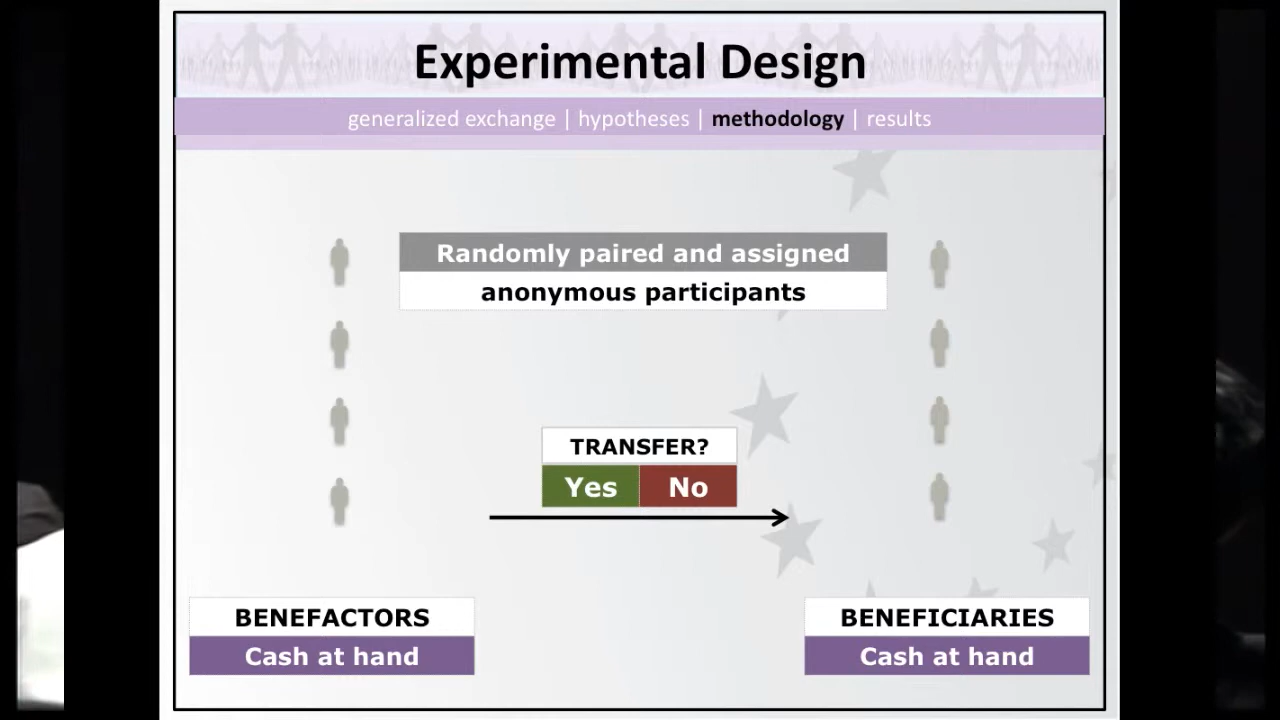 Experimental Design
generalized exchange | hypotheses | methodology | results
Randomly paired and assigned
anonymous participants
TRANSFER?
Yes No
BENEFACTORS
Cash at hand
BENEFICIARIES
Cash at hand